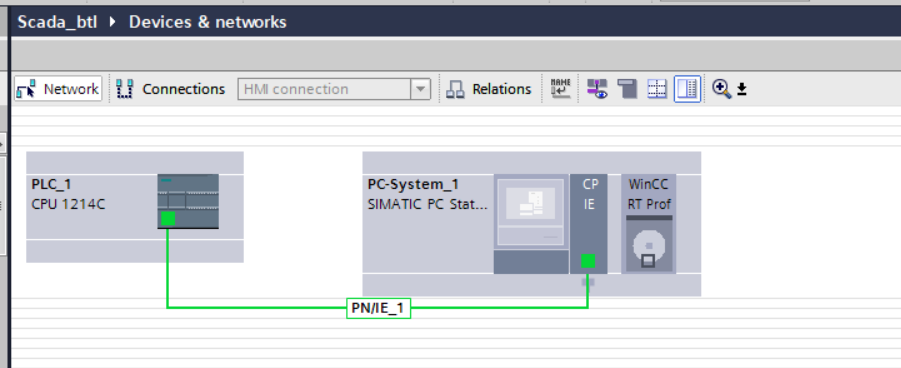 Scada_btl ▸ Devices & networks
Network Connections HMI connection Relations
PLC_1
CPU 1214C
PC-System_1
SIMATIC PC Stat...
CP
IE
WinCC
RT Prof
PN/IE_1